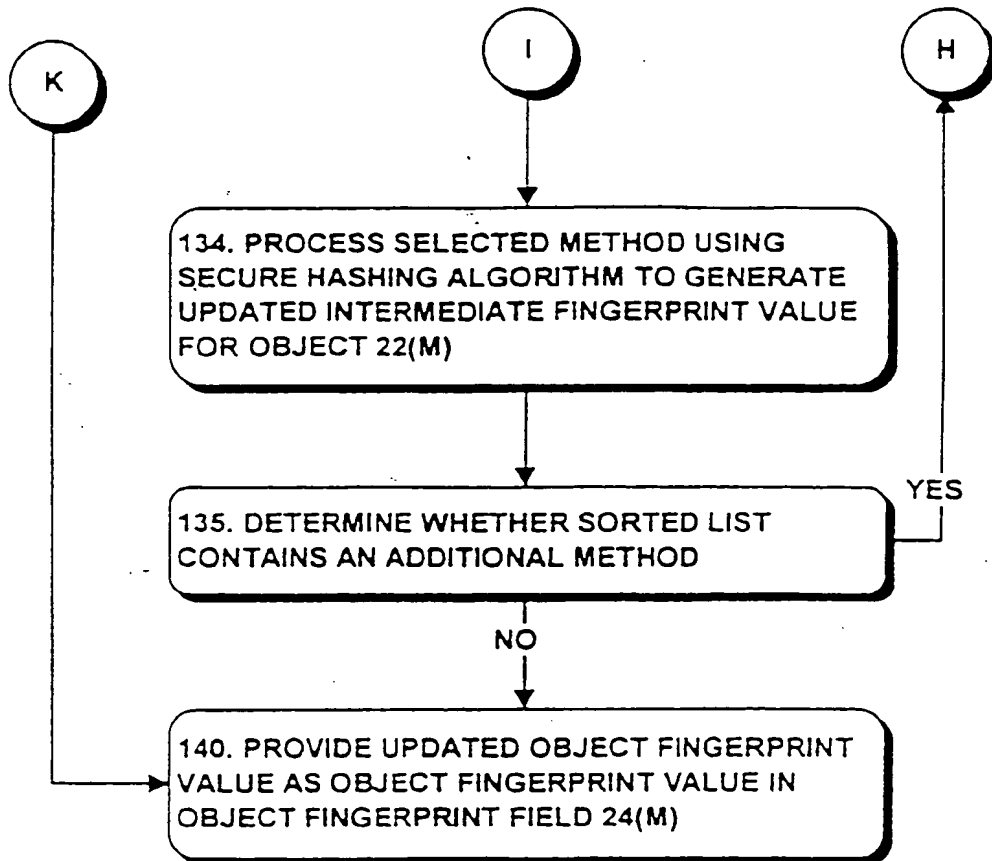 K
I
H
134. PROCESS SELECTED METHOD USING
SECURE HASHING ALGORITHM TO GENERATE
UPDATED INTERMEDIATE FINGERPRINT VALUE
FOR OBJECT 22(M)
YES
135. DETERMINE WHETHER SORTED LIST
CONTAINS AN ADDITIONAL METHOD
NO
140. PROVIDE UPDATED OBJECT FINGERPRINT
VALUE AS OBJECT FINGERPRINT VALUE IN
OBJECT FINGERPRINT FIELD 24(M)